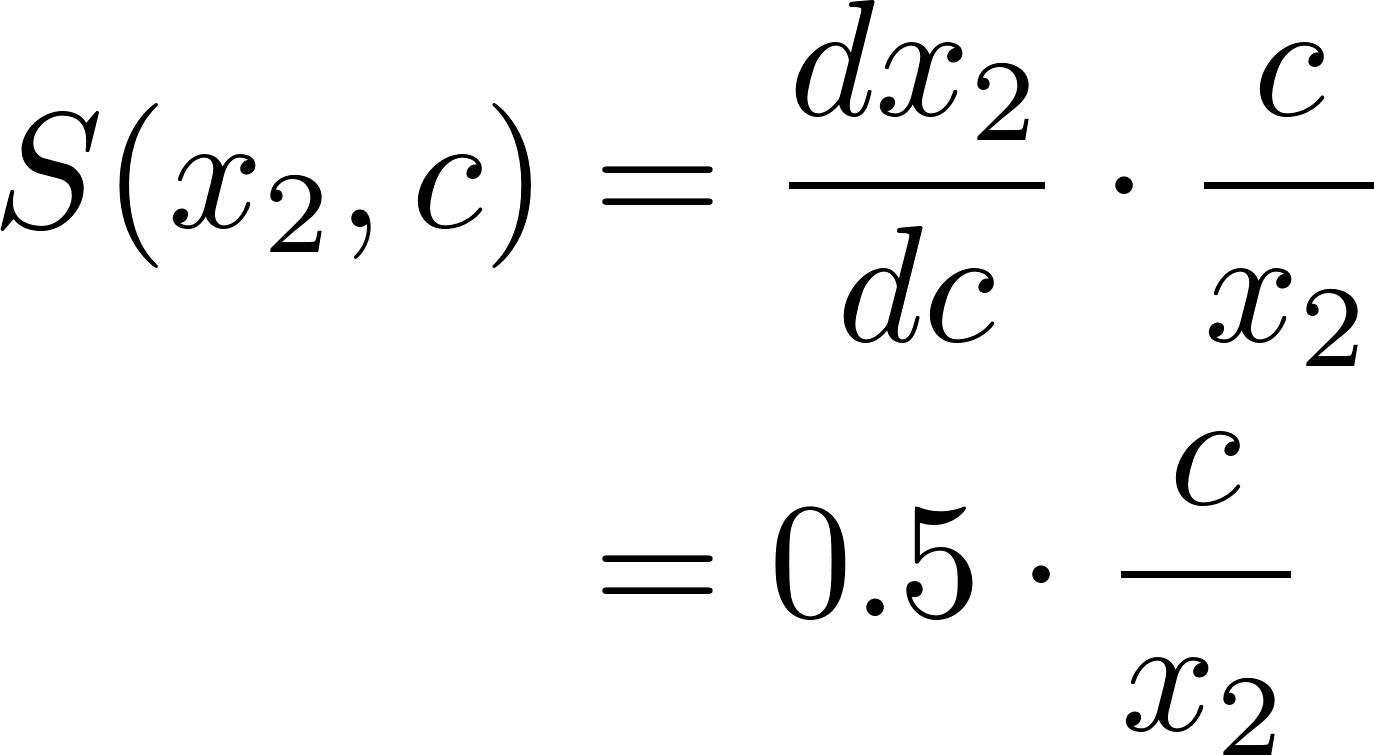 S(x_2, c) = \frac{dx_2}{dc} \cdot \frac{c}{x_2}
= 0.5 \cdot \frac{c}{x_2}